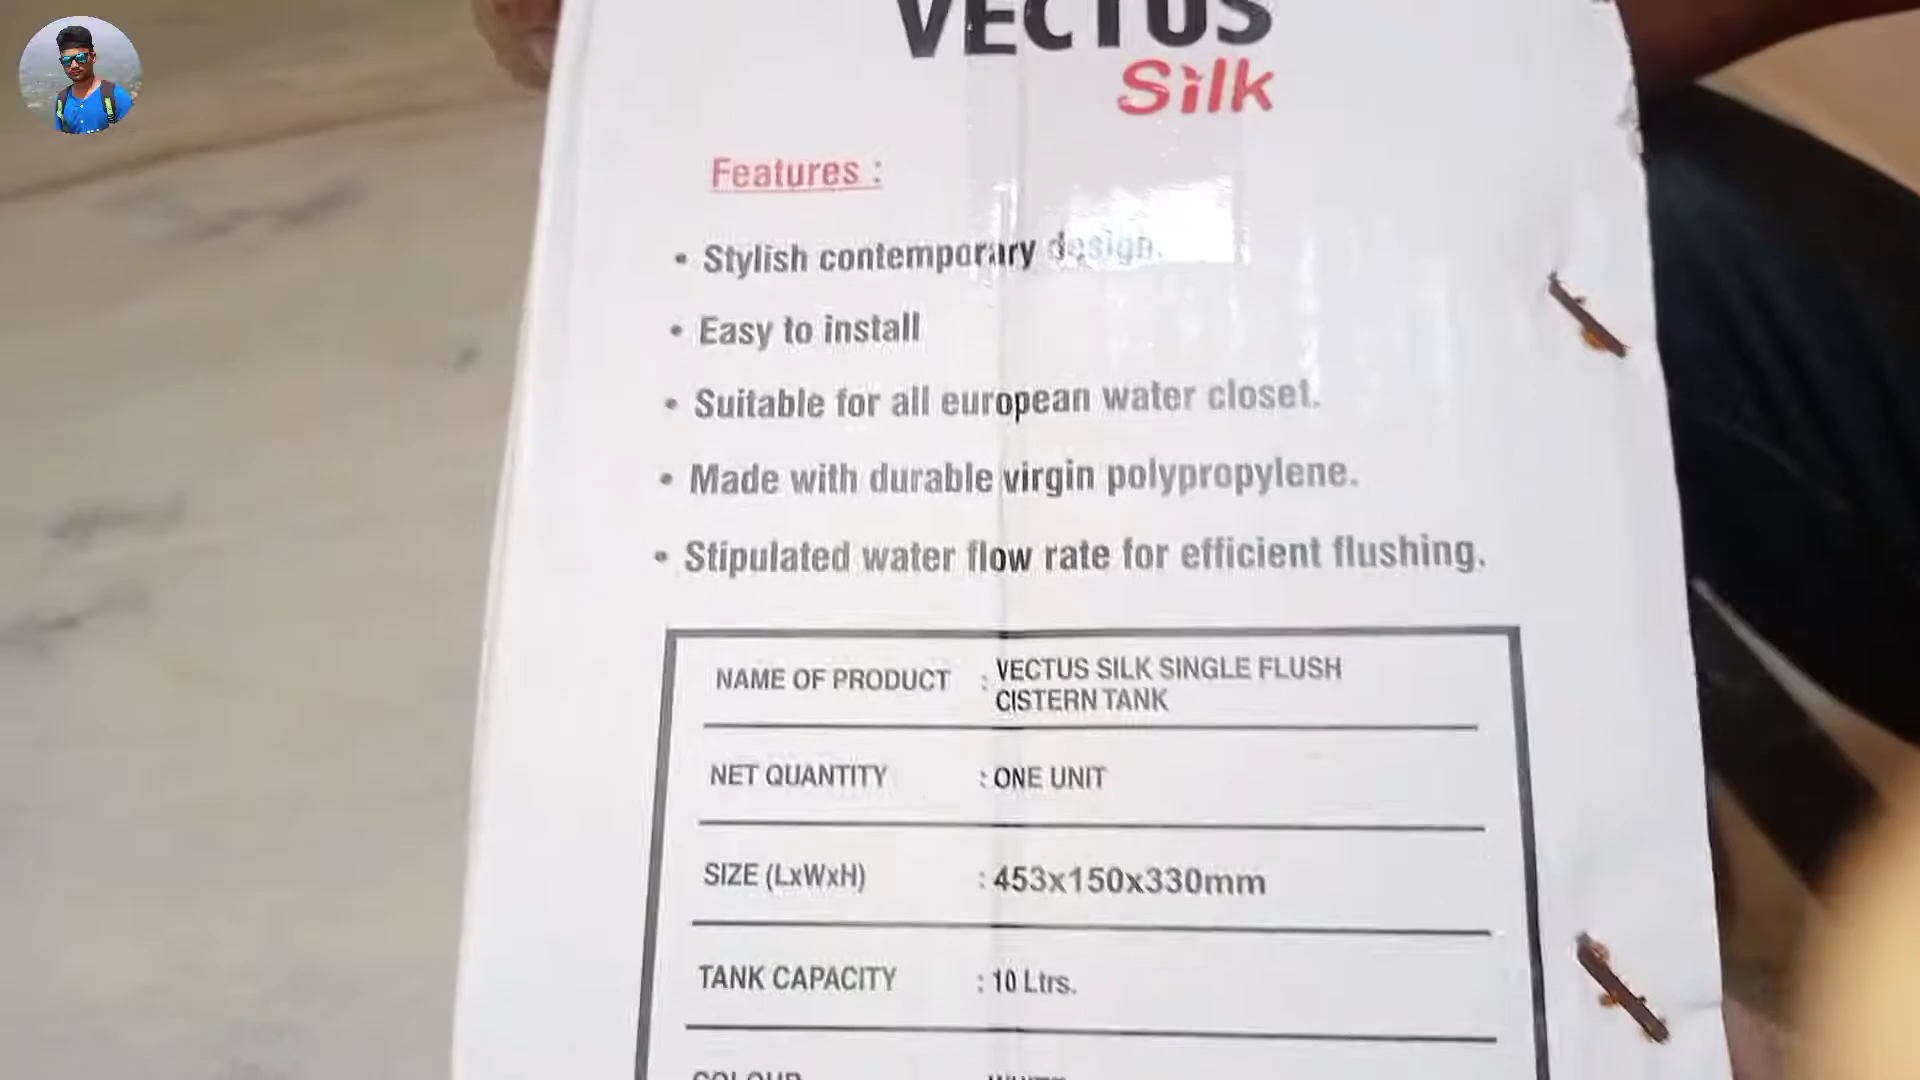 VECTUS
Silk
Features :
• Stylish contemporary design.
• Easy to install
• Suitable for all european water closet.
• Made with durable virgin polypropylene.
• Stipulated water flow rate for efficient flushing.
NAME OF PRODUCT : VECTUS SILK SINGLE FLUSH
CISTERN TANK
NET QUANTITY : ONE UNIT
SIZE (LxWxH) : 453x150x330mm
TANK CAPACITY : 10 Ltrs.
COLOUR